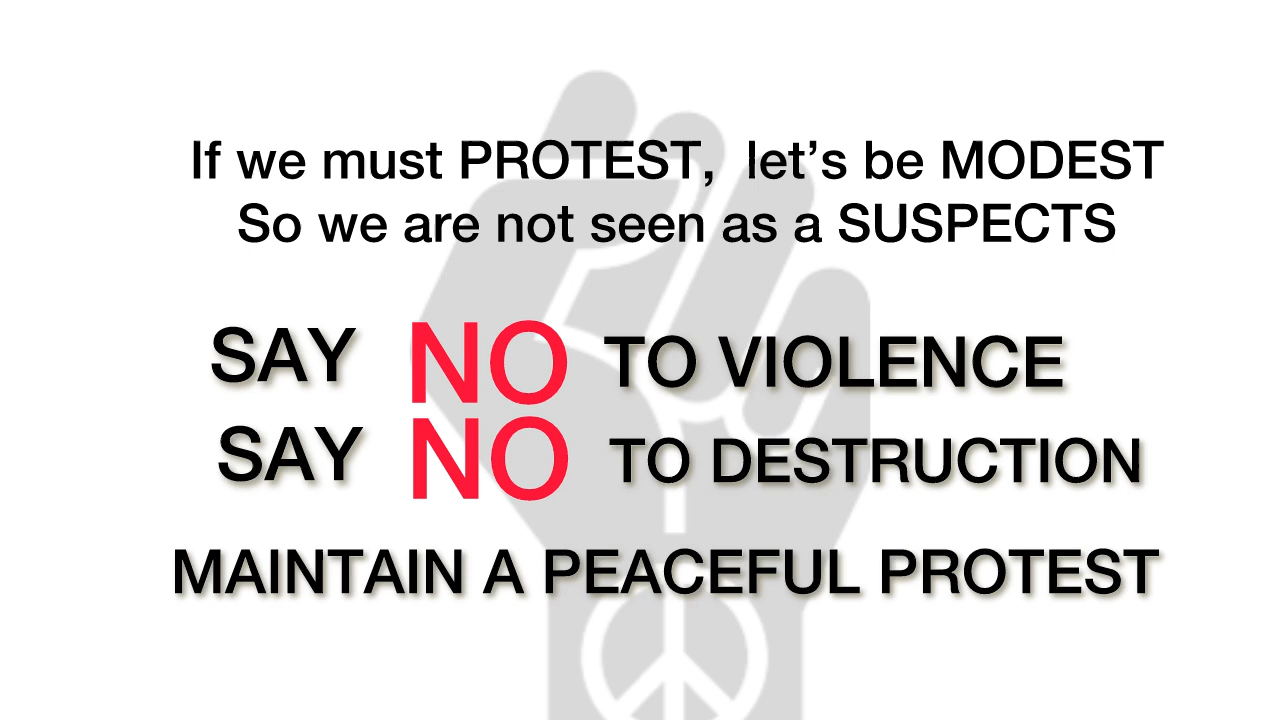 If we must PROTEST, let’s be MODEST
So we are not seen as a SUSPECTS
SAY NO TO VIOLENCE
SAY NO TO DESTRUCTION
MAINTAIN A PEACEFUL PROTEST